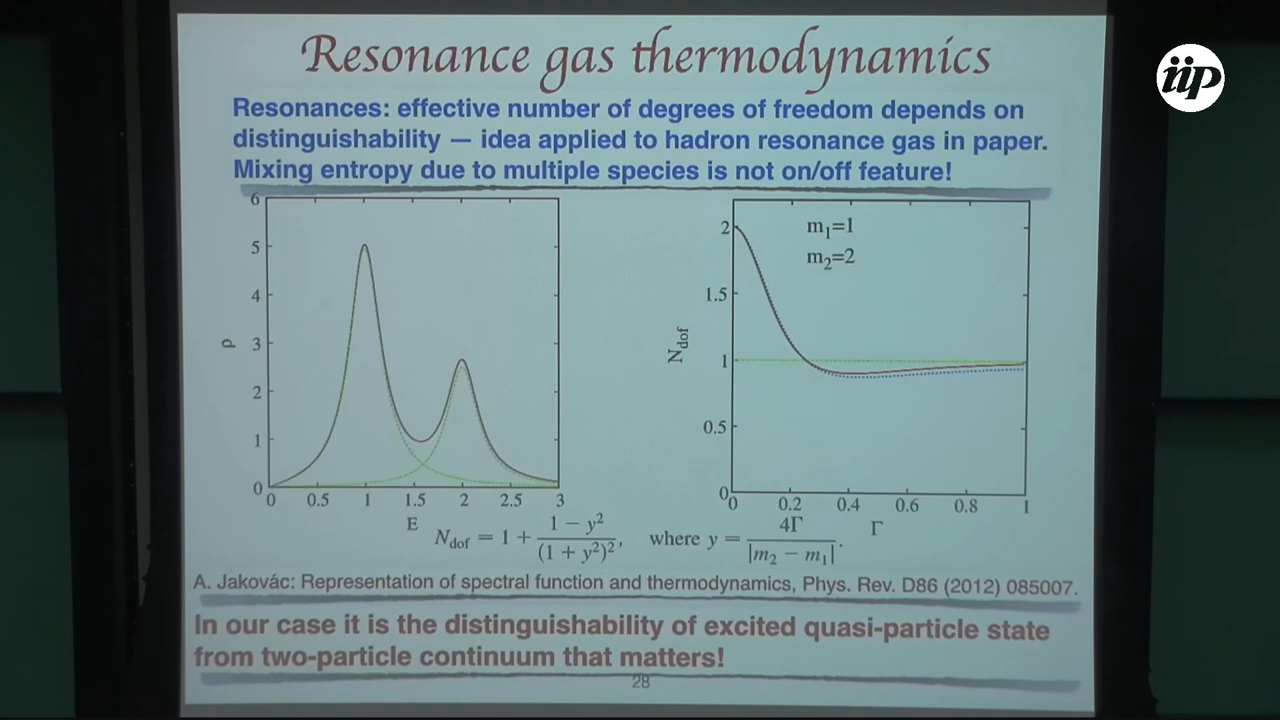 Resonance gas thermodynamics
iip
Resonances: effective number of degrees of freedom depends on
distinguishability — idea applied to hadron resonance gas in paper.
Mixing entropy due to multiple species is not on/off feature!
6
5
4
3
2
1
0
ρ
0 0.5 1 1.5 2 2.5 3
E
2
1.5
1
0.5
0
N_dof
m₁=1
m₂=2
0 0.2 0.4 0.6 0.8 1
Γ
N_dof = 1 + (1 − y²)/(1 + y²)², where y = 4Γ/|m₂ − m₁|.
A. Jakovác: Representation of spectral function and thermodynamics, Phys. Rev. D86 (2012) 085007.
In our case it is the distinguishability of excited quasi-particle state
from two-particle continuum that matters!
28